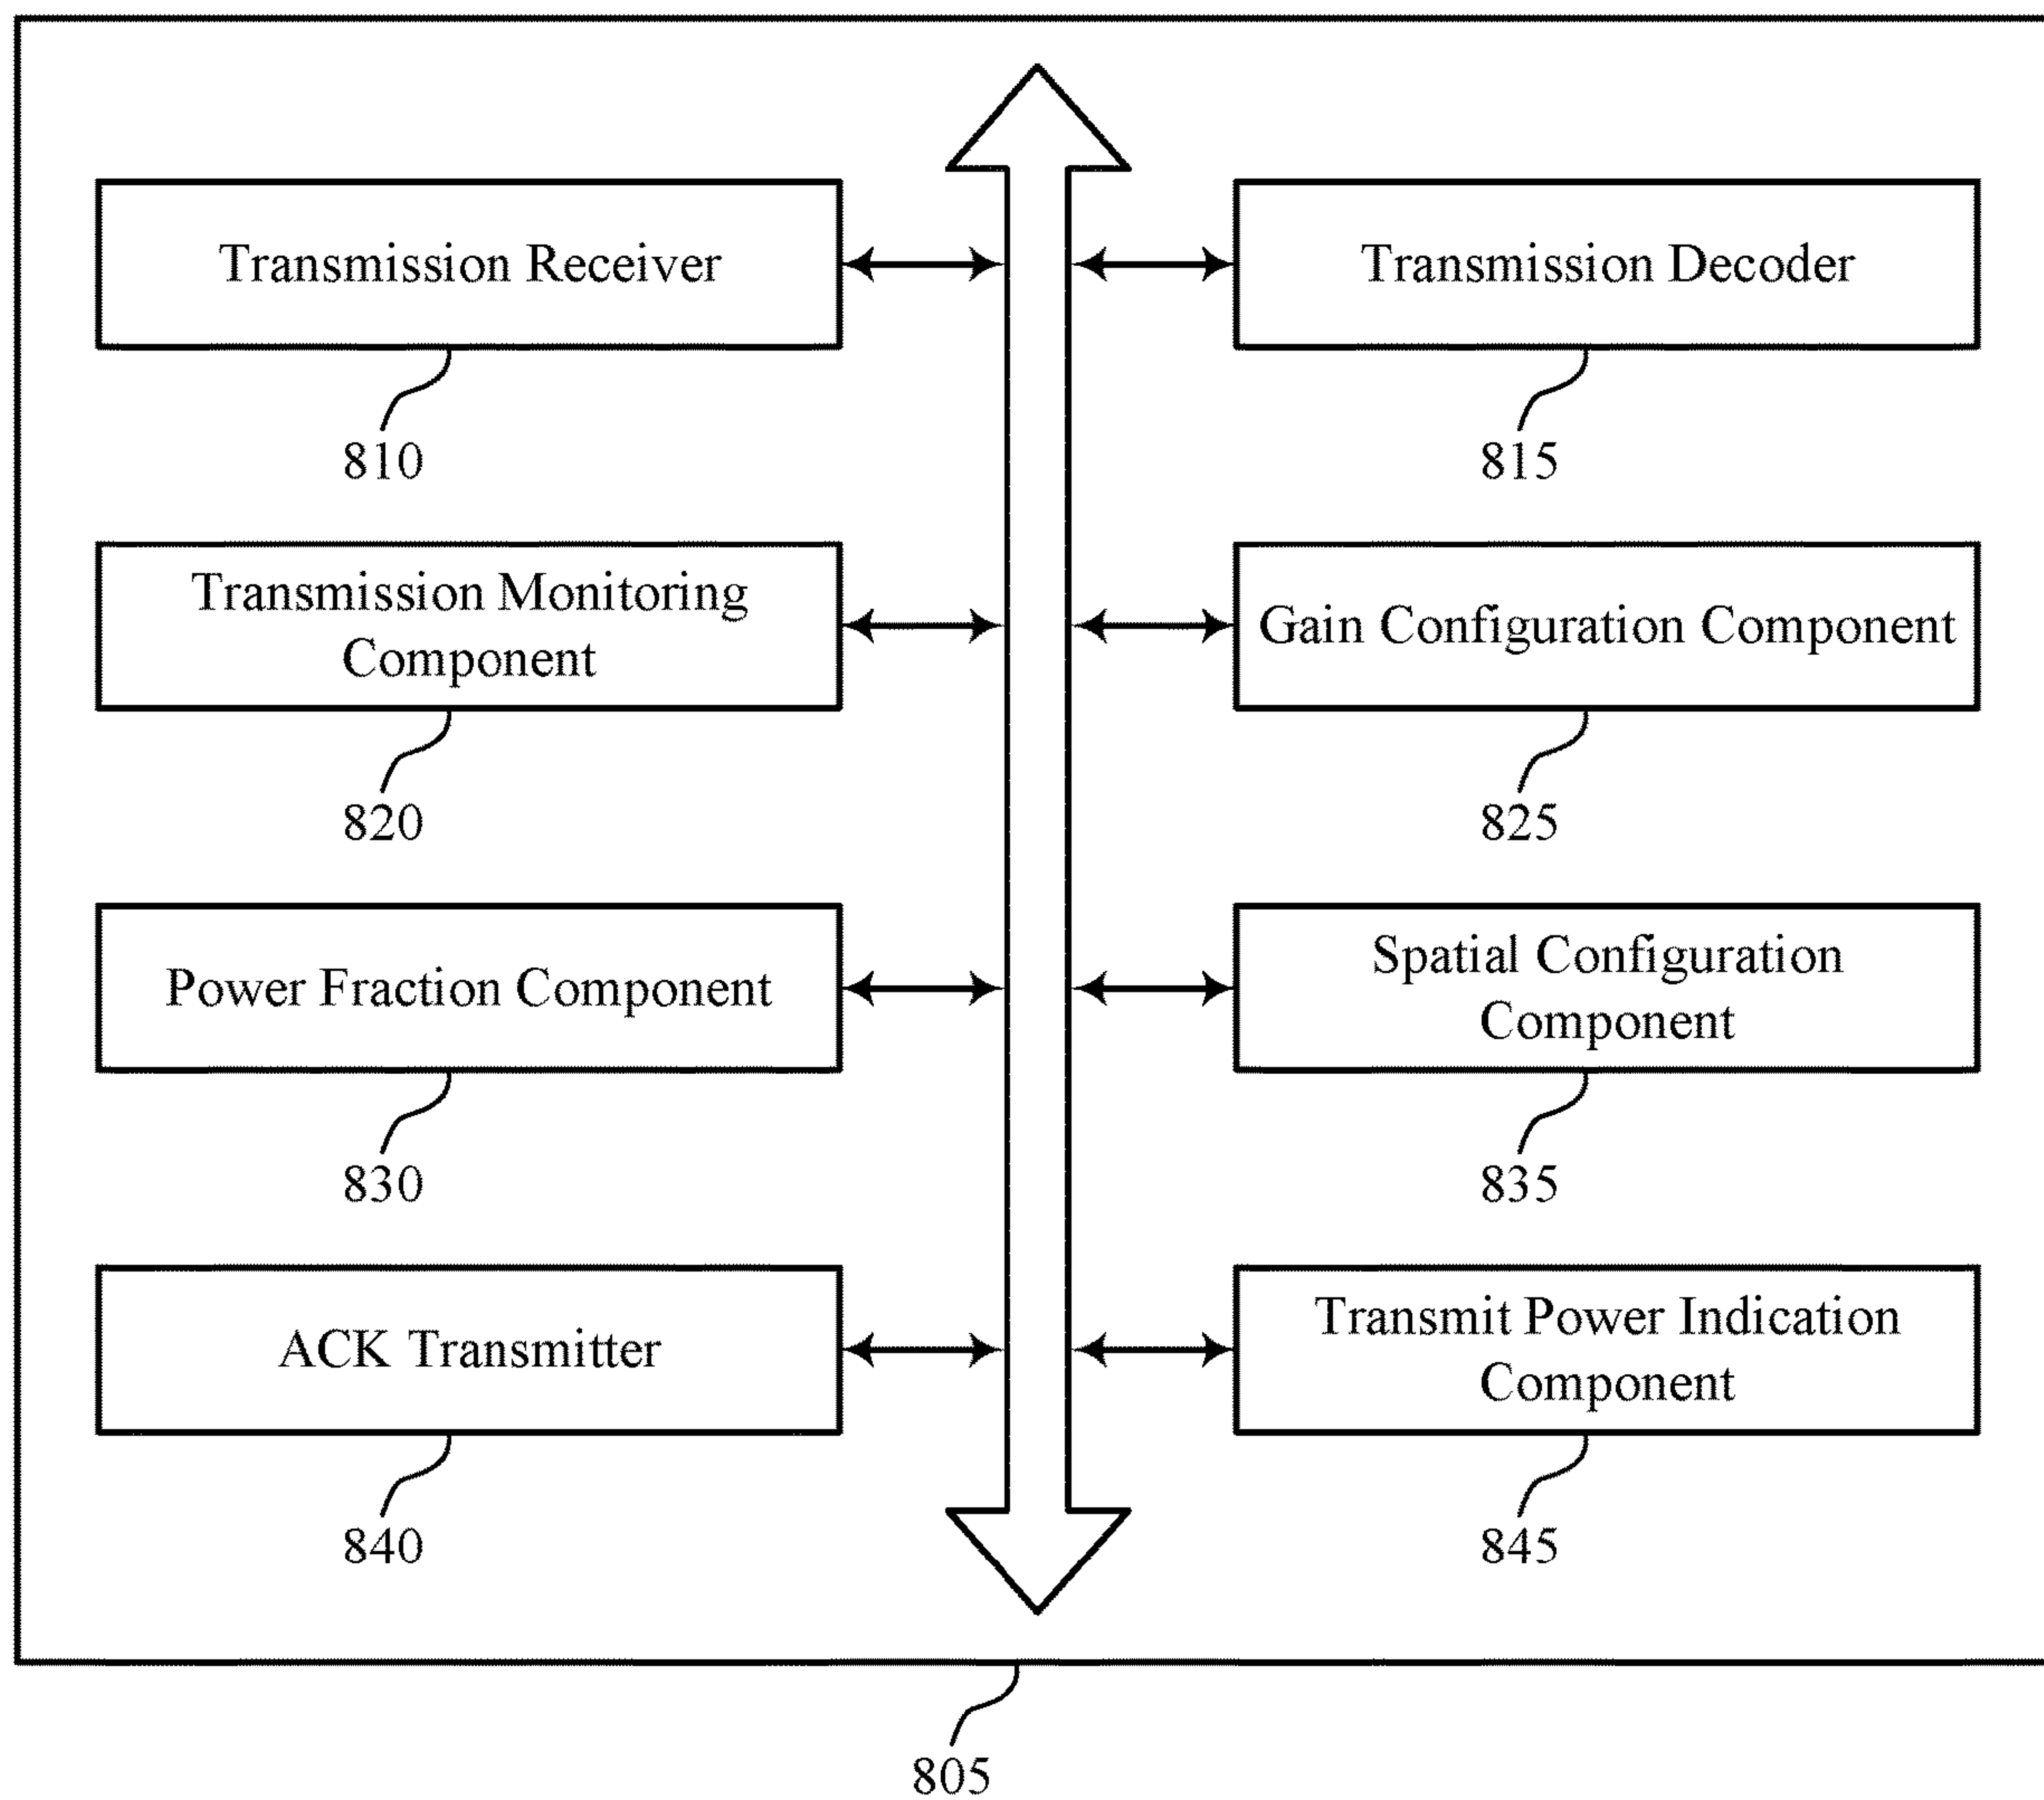 Transmission Receiver
810
Transmission Decoder
815
Transmission Monitoring
Component
820
Gain Configuration Component
825
Power Fraction Component
830
Spatial Configuration
Component
835
ACK Transmitter
840
Transmit Power Indication
Component
845
805